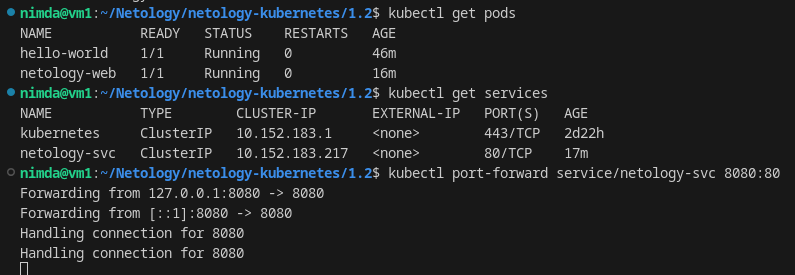 nimda@vm1:~/Netology/netology-kubernetes/1.2$ kubectl get pods
NAME READY STATUS RESTARTS AGE
hello-world 1/1 Running 0 46m
netology-web 1/1 Running 0 16m
nimda@vm1:~/Netology/netology-kubernetes/1.2$ kubectl get services
NAME TYPE CLUSTER-IP EXTERNAL-IP PORT(S) AGE
kubernetes ClusterIP 10.152.183.1 <none> 443/TCP 2d22h
netology-svc ClusterIP 10.152.183.217 <none> 80/TCP 17m
nimda@vm1:~/Netology/netology-kubernetes/1.2$ kubectl port-forward service/netology-svc 8080:80
Forwarding from 127.0.0.1:8080 -> 8080
Forwarding from [::1]:8080 -> 8080
Handling connection for 8080
Handling connection for 8080